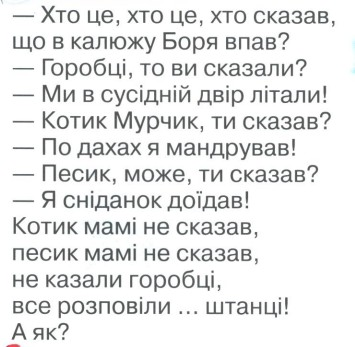 — Хто це, хто це, хто сказав,
що в калюжу Боря впав?
— Горобці, то ви сказали?
— Ми в сусідній двір літали!
— Котик Мурчик, ти сказав?
— По дахах я мандрував!
— Песик, може, ти сказав?
— Я сніданок доїдав!
Котик мамі не сказав,
песик мамі не сказав,
не казали горобці,
все розповіли ... штанці!
А як?